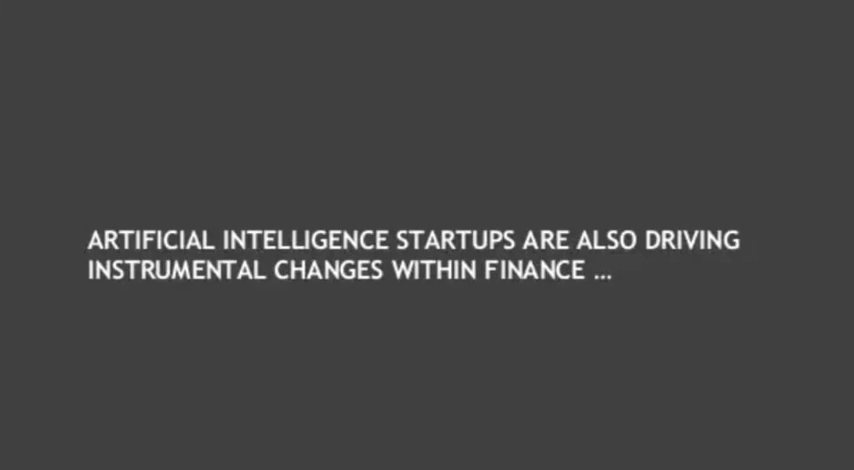 ARTIFICIAL INTELLIGENCE STARTUPS ARE ALSO DRIVING
INSTRUMENTAL CHANGES WITHIN FINANCE ...